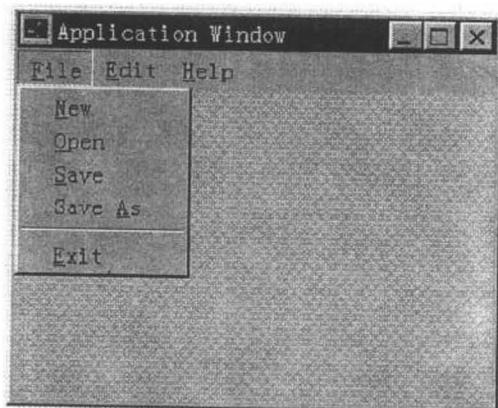 Application Window
File Edit Help
New
Open
Save
Save As
Exit